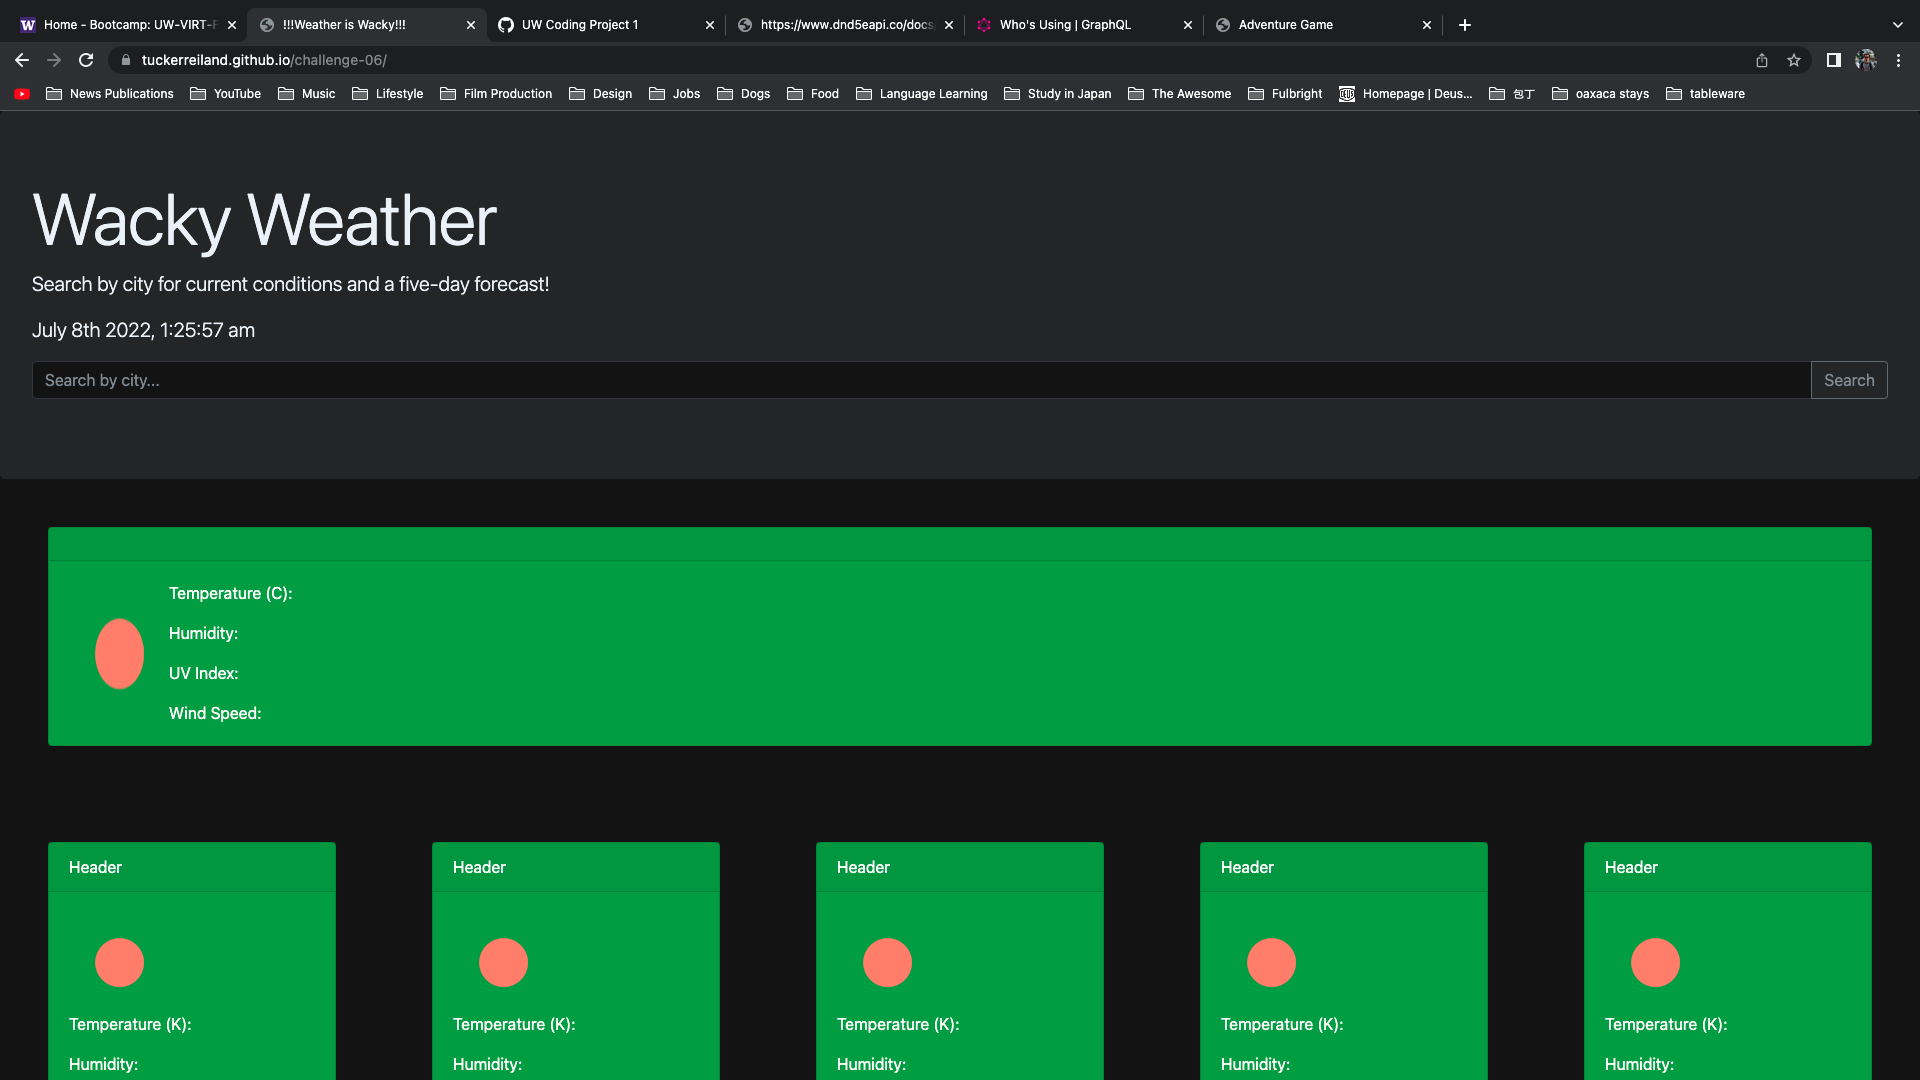 Home - Bootcamp: UW-VIRT-F
!!!Weather is Wacky!!!
UW Coding Project 1
https://www.dnd5eapi.co/docs
Who's Using | GraphQL
Adventure Game
tuckerreiland.github.io/challenge-06/
News Publications
YouTube
Music
Lifestyle
Film Production
Design
Jobs
Dogs
Food
Language Learning
Study in Japan
The Awesome
Fulbright
Homepage | Deus...
包丁
oaxaca stays
tableware
Wacky Weather
Search by city for current conditions and a five-day forecast!
July 8th 2022, 1:25:57 am
Search by city...
Search
Temperature (C):
Humidity:
UV Index:
Wind Speed:
Header
Header
Header
Header
Header
Temperature (K):
Temperature (K):
Temperature (K):
Temperature (K):
Temperature (K):
Humidity:
Humidity:
Humidity:
Humidity:
Humidity: